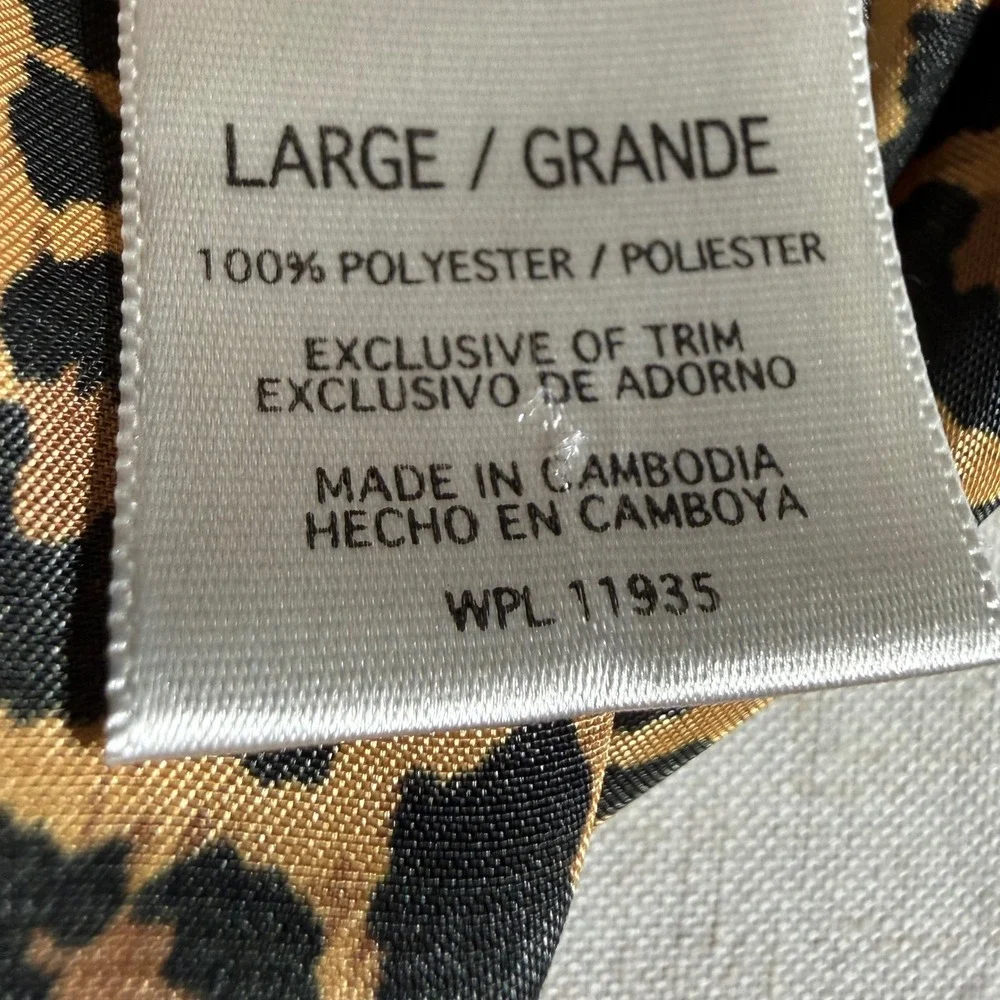 LARGE / GRANDE
100% POLYESTER / POLIESTER
EXCLUSIVE OF TRIM
EXCLUSIVO DE ADORNO
MADE IN CAMBODIA
HECHO EN CAMBOYA
WPL 11935